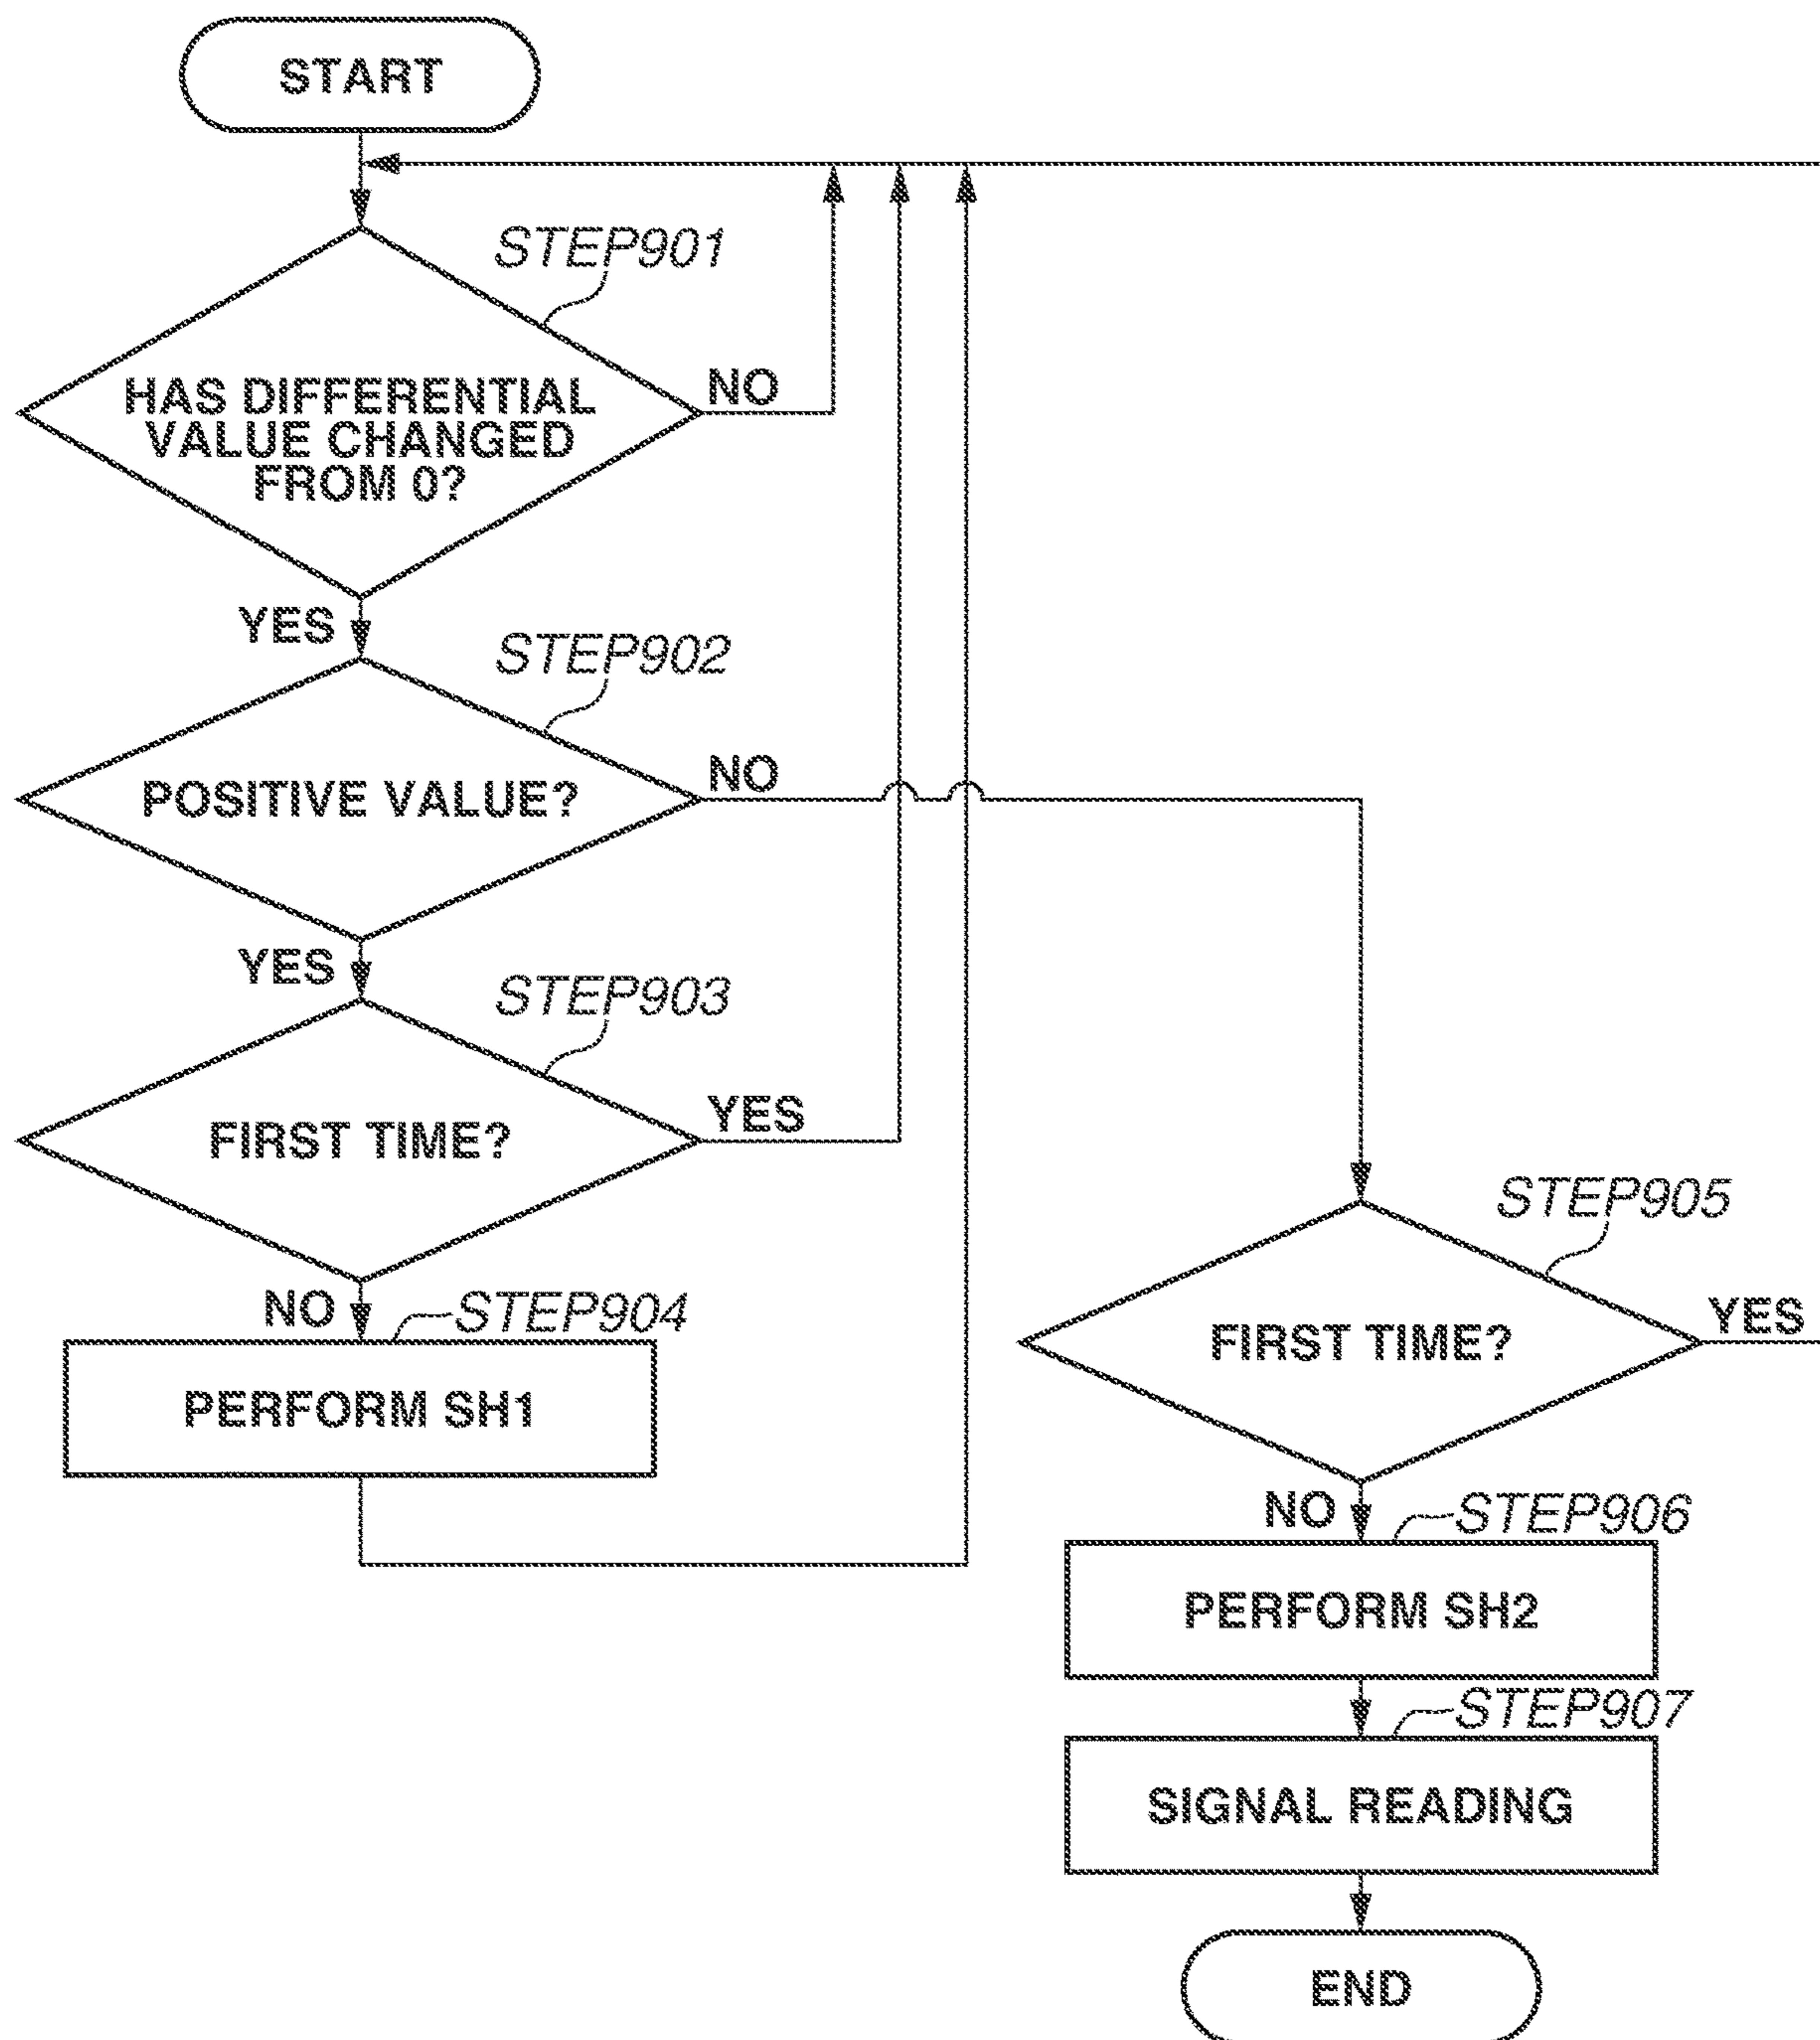 START
STEP901
HAS DIFFERENTIAL
VALUE CHANGED
FROM 0?
NO
YES
STEP902
POSITIVE VALUE?
NO
YES
STEP903
FIRST TIME?
YES
NO
STEP904
PERFORM SH1
STEP905
FIRST TIME?
YES
NO
STEP906
PERFORM SH2
STEP907
SIGNAL READING
END